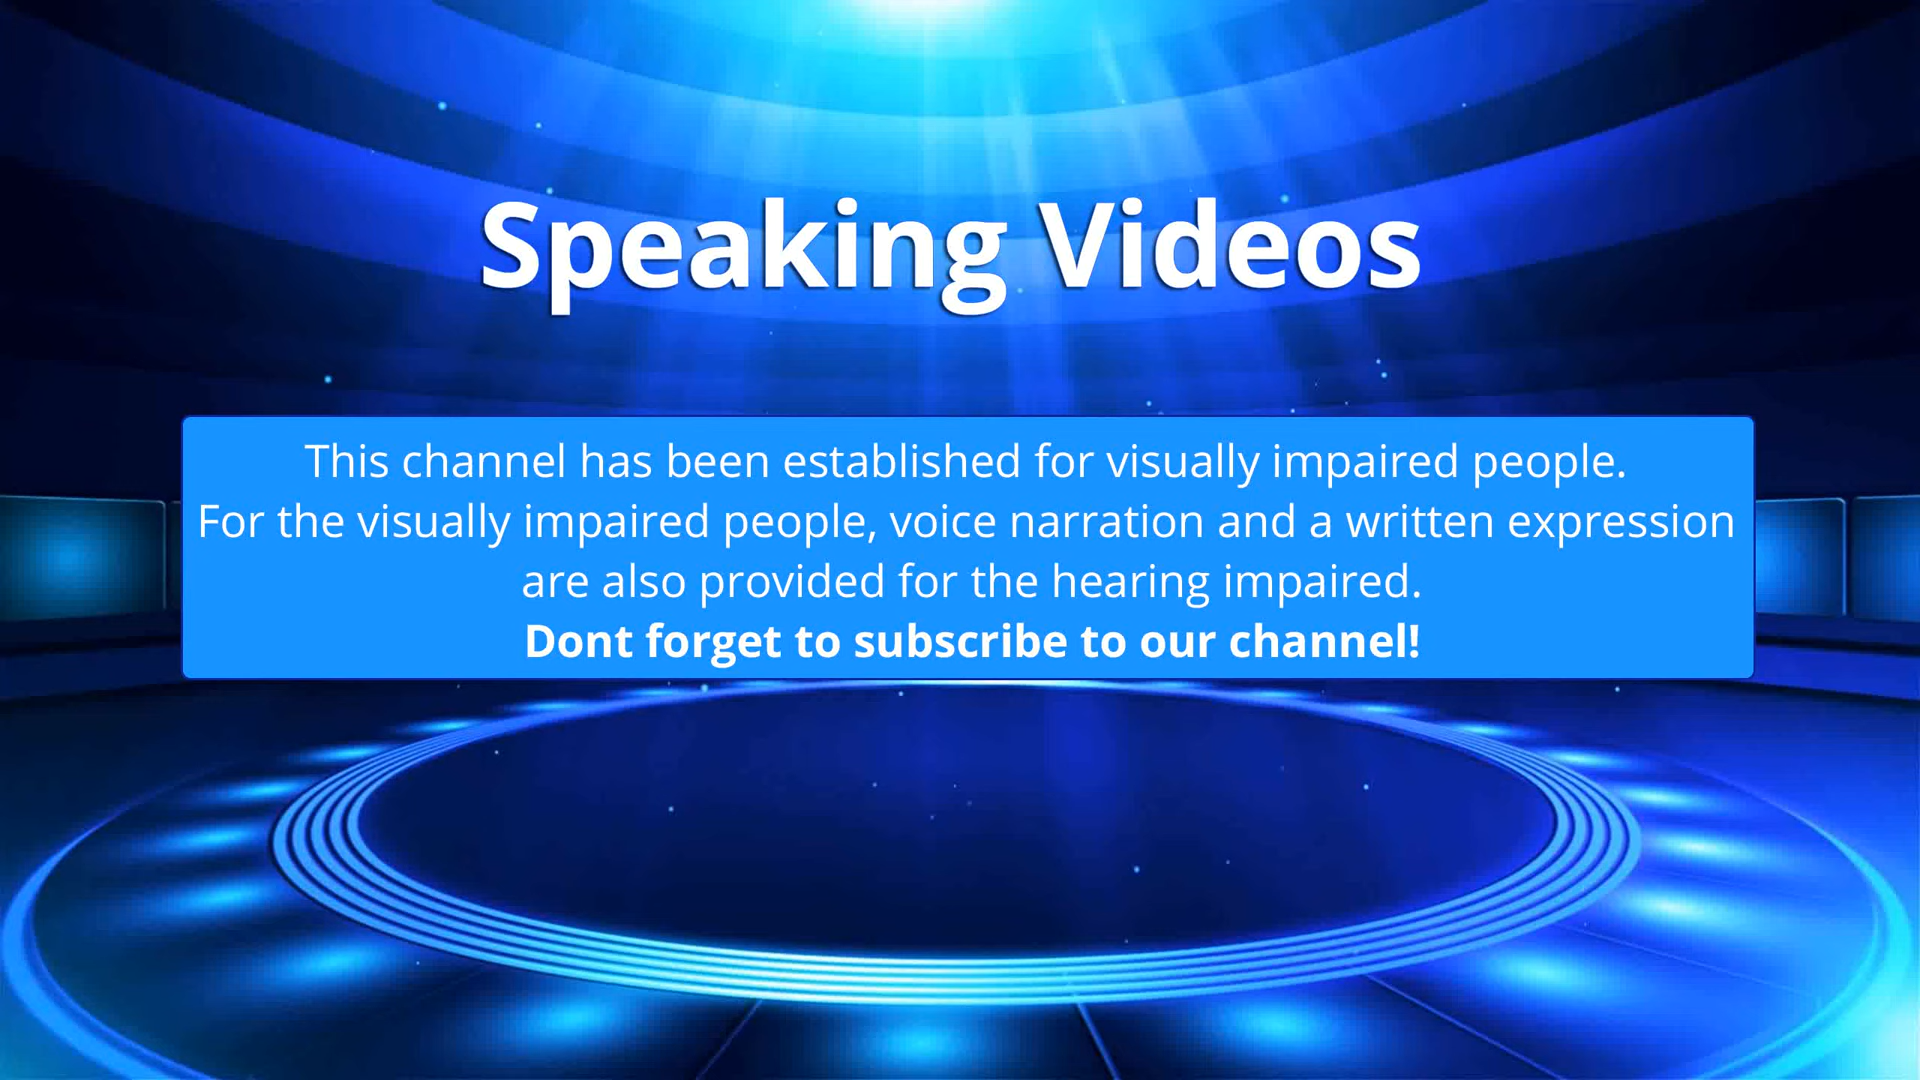 Speaking Videos
This channel has been established for visually impaired people.
For the visually impaired people, voice narration and a written expression
are also provided for the hearing impaired.
Dont forget to subscribe to our channel!